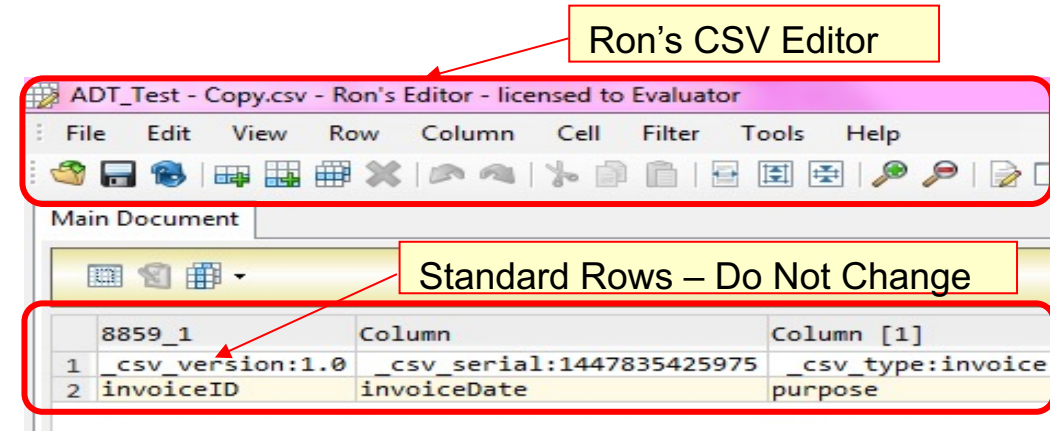 Ron's CSV Editor
ADT_Test - Copy.csv - Ron's Editor - licensed to Evaluator
File Edit View Row Column Cell Filter Tools Help
Main Document
Standard Rows – Do Not Change
8859_1 Column Column [1]
1 _csv_version:1.0 _csv_serial:1447835425975 _csv_type:invoice
2 invoiceID invoiceDate purpose